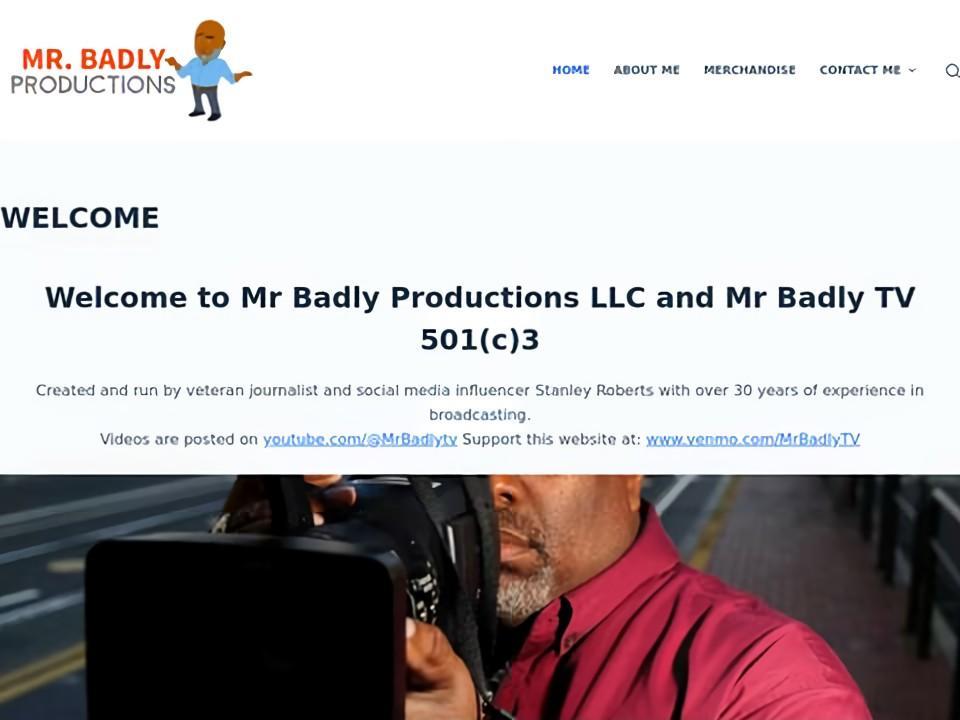 MR. BADLY
PRODUCTIONS
HOME ABOUT ME MERCHANDISE CONTACT ME
WELCOME
Welcome to Mr Badly Productions LLC and Mr Badly TV
501(c)3
Created and run by veteran journalist and social media influencer Stanley Roberts with over 30 years of experience in
broadcasting.
Videos are posted on youtube.com/@MrBadlytv Support this website at: www.venmo.com/MrBadlyTV